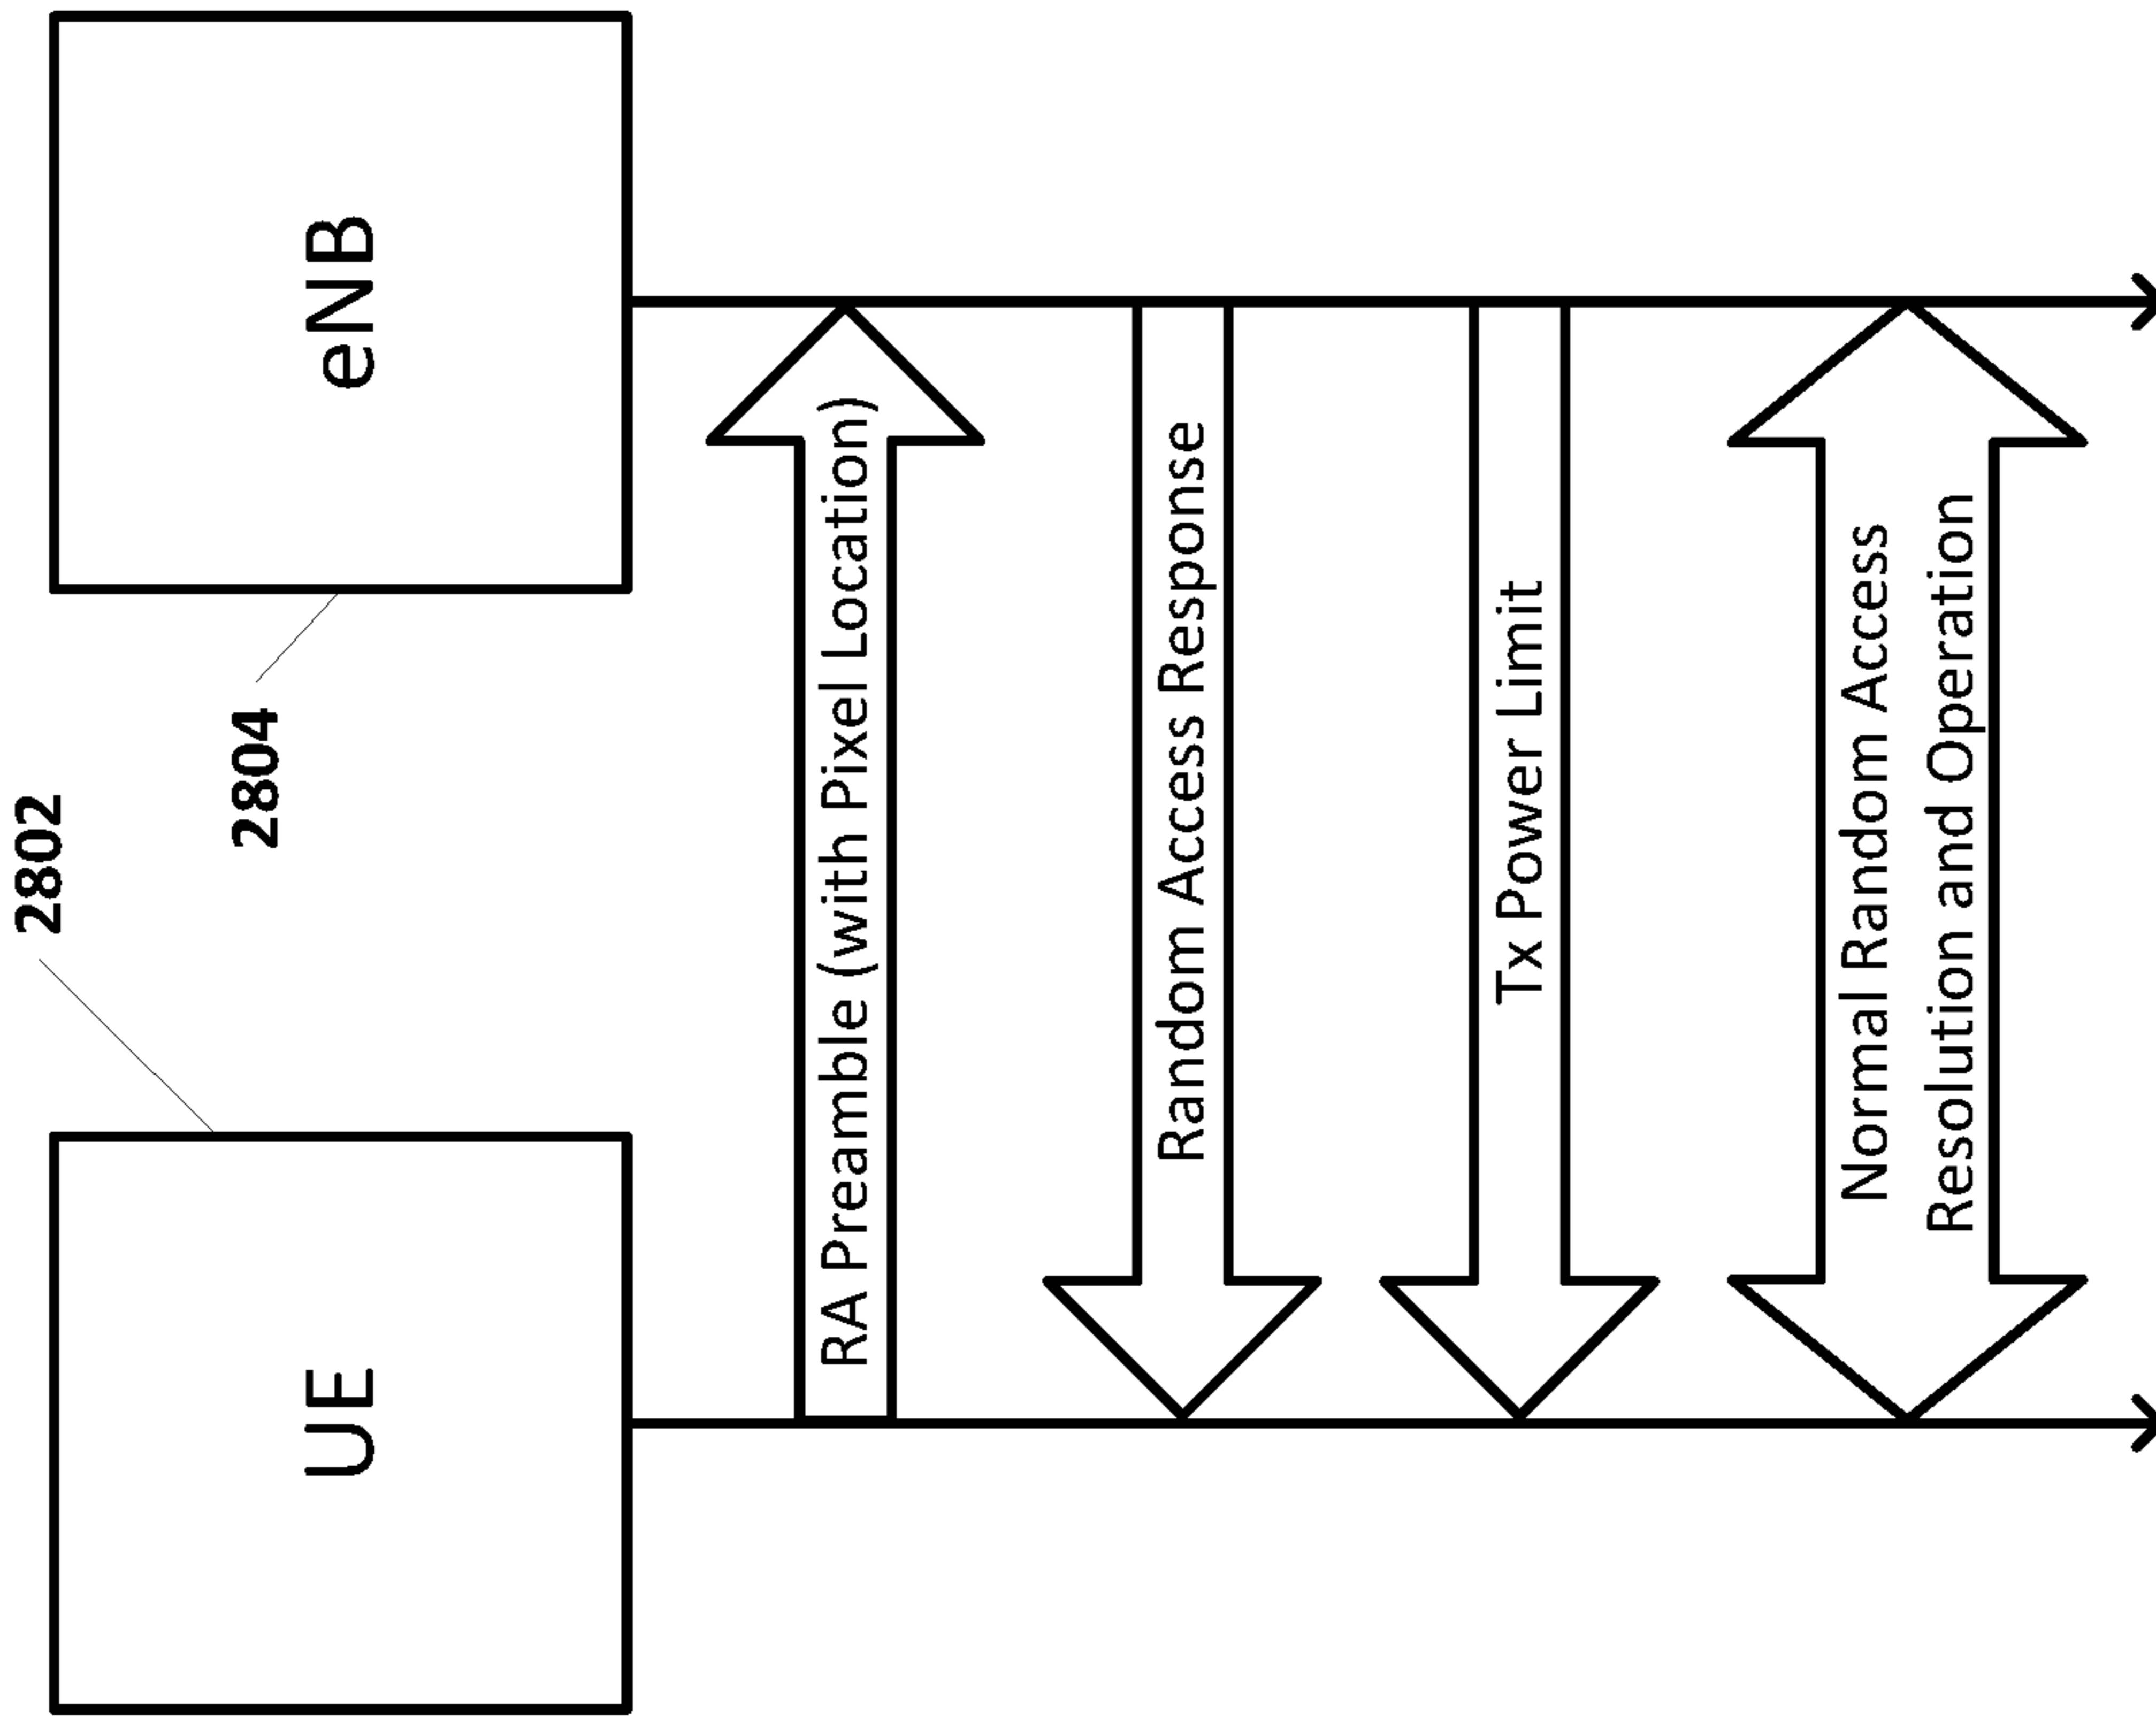 2802
2804
UE
eNB
RA Preamble (with Pixel Location)
Random Access Response
Tx Power Limit
Normal Random Access
Resolution and Operation